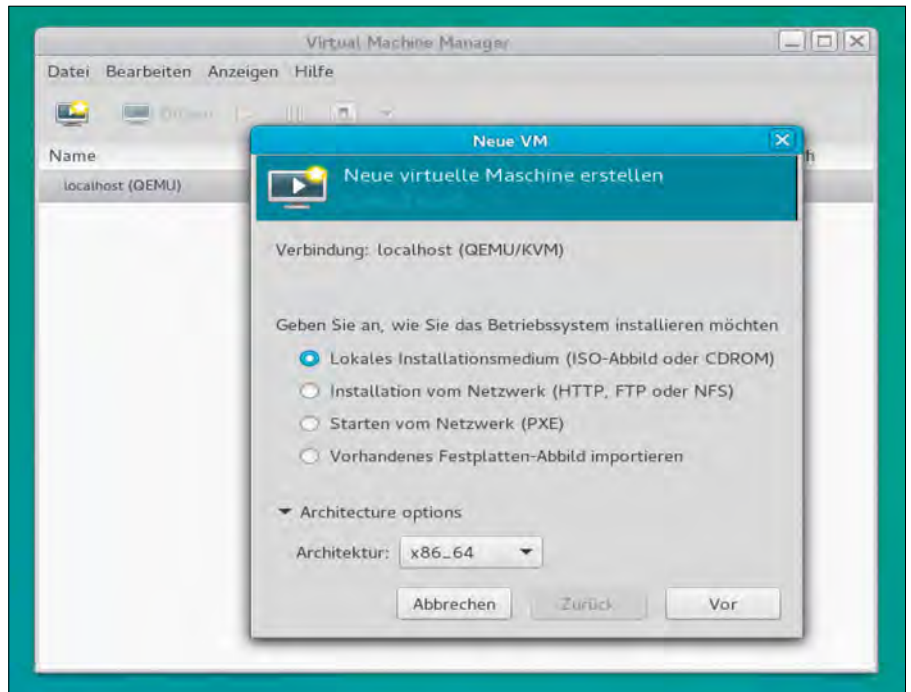 Virtual Machine Manager
Datei Bearbeiten Anzeigen Hilfe
Name
localhost (QEMU)
Neue VM
Neue virtuelle Maschine erstellen
Verbindung: localhost (QEMU/KVM)
Geben Sie an, wie Sie das Betriebssystem installieren möchten
Lokales Installationsmedium (ISO-Abbild oder CDROM)
Installation vom Netzwerk (HTTP, FTP oder NFS)
Starten vom Netzwerk (PXE)
Vorhandenes Festplatten-Abbild importieren
Architecture options
Architektur: x86_64
Abbrechen Zurück Vor